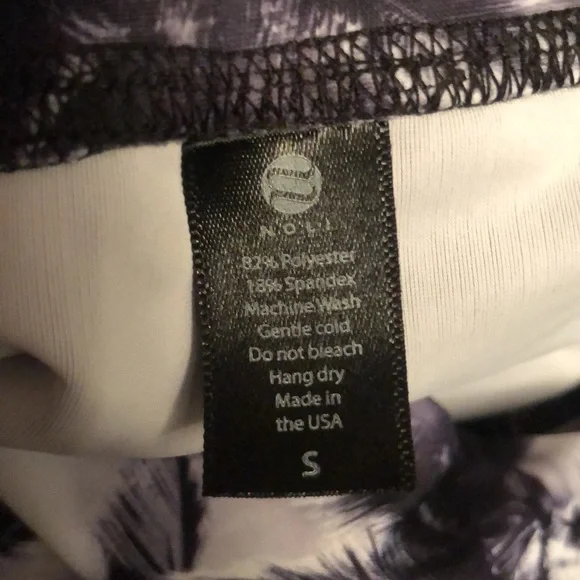 NOLI
82% Polyester
18% Spandex
Machine Wash
Gentle cold
Do not bleach
Hang dry
Made in
the USA
S